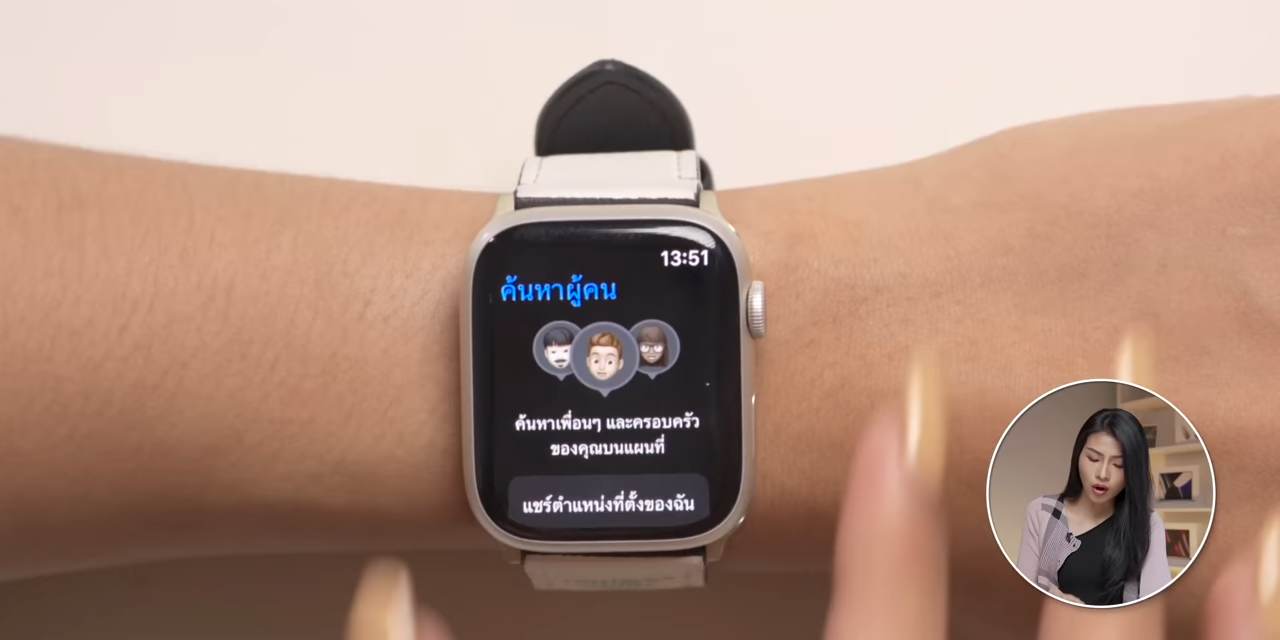 13:51
ค้นหาผู้คน
ค้นหาเพื่อนๆ และครอบครัว
ของคุณบนแผนที่
แชร์ตำแหน่งที่ตั้งของฉัน